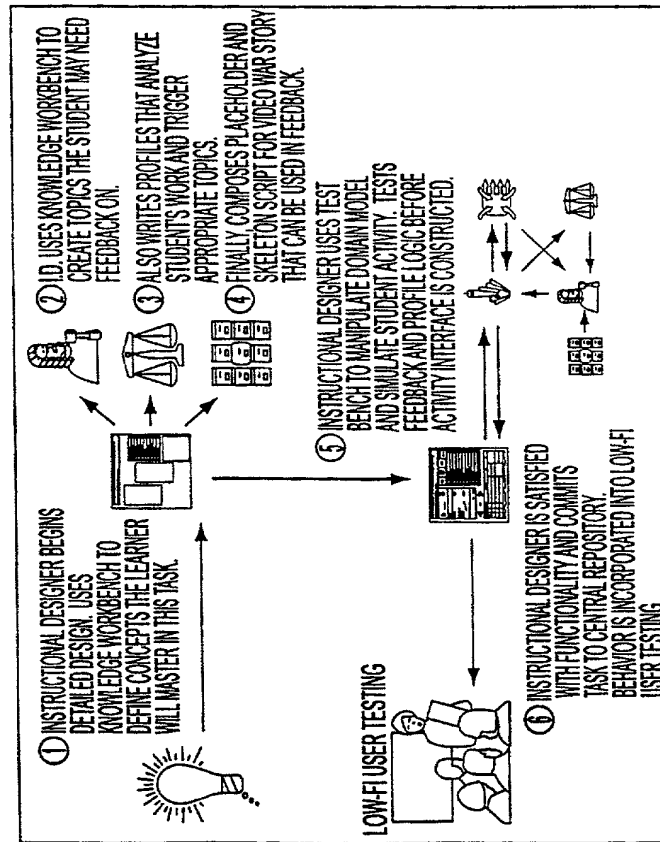 ① INSTRUCTIONAL DESIGNER BEGINS
DETAILED DESIGN. USES
KNOWLEDGE WORKBENCH TO
DEFINE CONCEPTS THE LEARNER
WILL MASTER IN THIS TASK.
② I.D. USES KNOWLEDGE WORKBENCH TO
CREATE TOPICS THE STUDENT MAY NEED
FEEDBACK ON.
③ ALSO WRITES PROFILES THAT ANALYZE
STUDENTS WORK AND TRIGGER
APPROPRIATE TOPICS.
④ FINALLY, COMPOSES PLACEHOLDER AND
SKELETON SCRIPT FOR VIDEO WAR STORY
THAT CAN BE USED IN FEEDBACK.
⑤ INSTRUCTIONAL DESIGNER USES TEST
BENCH TO MANIPULATE DOMAIN MODEL
AND SIMULATE STUDENT ACTIVITY. TESTS
FEEDBACK AND PROFILE LOGIC BEFORE
ACTIVITY INTERFACE IS CONSTRUCTED.
LOW-FI USER TESTING
⑥ INSTRUCTIONAL DESIGNER IS SATISFIED
WITH FUNCTIONALITY AND COMMITS
TASK TO CENTRAL REPOSITORY.
BEHAVIOR IS INCORPORATED INTO LOW-FI
USER TESTING